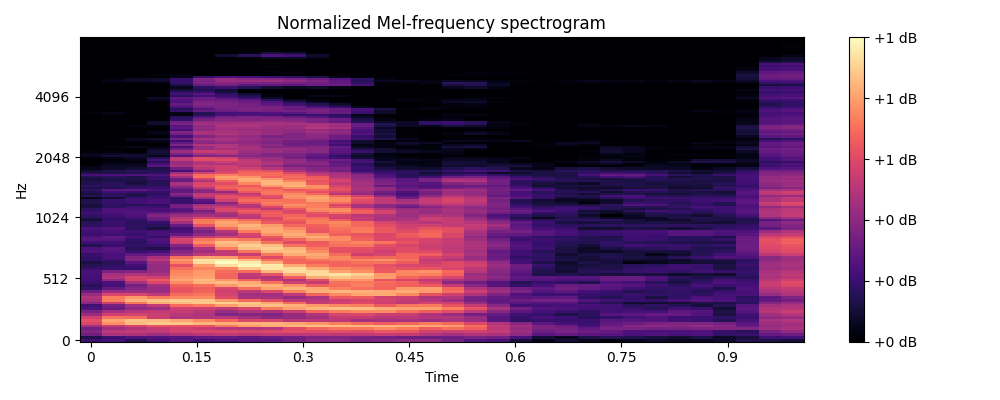 Normalized Mel-frequency spectrogram
+1 dB
4096
+1 dB
2048
+1 dB
Hz
1024
+0 dB
512
+0 dB
0
+0 dB
0 0.15 0.3 0.45 0.6 0.75 0.9
Time